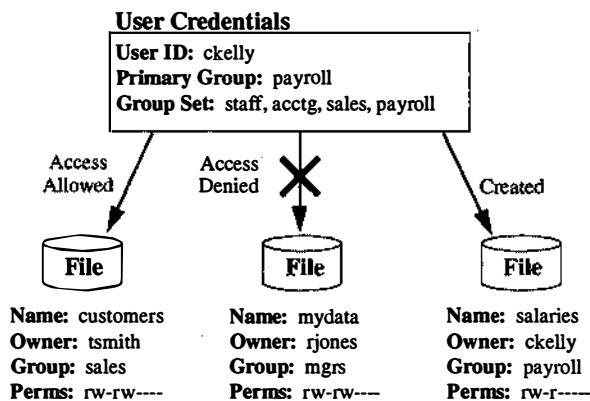 User Credentials
User ID: ckelly
Primary Group: payroll
Group Set: staff, acctg, sales, payroll
Access
Allowed
Access
Denied
Created
File
File
File
Name: customers
Owner: tsmith
Group: sales
Perms: rw-rw----
Name: mydata
Owner: rjones
Group: mgrs
Perms: rw-rw----
Name: salaries
Owner: ckelly
Group: payroll
Perms: rw-r-----